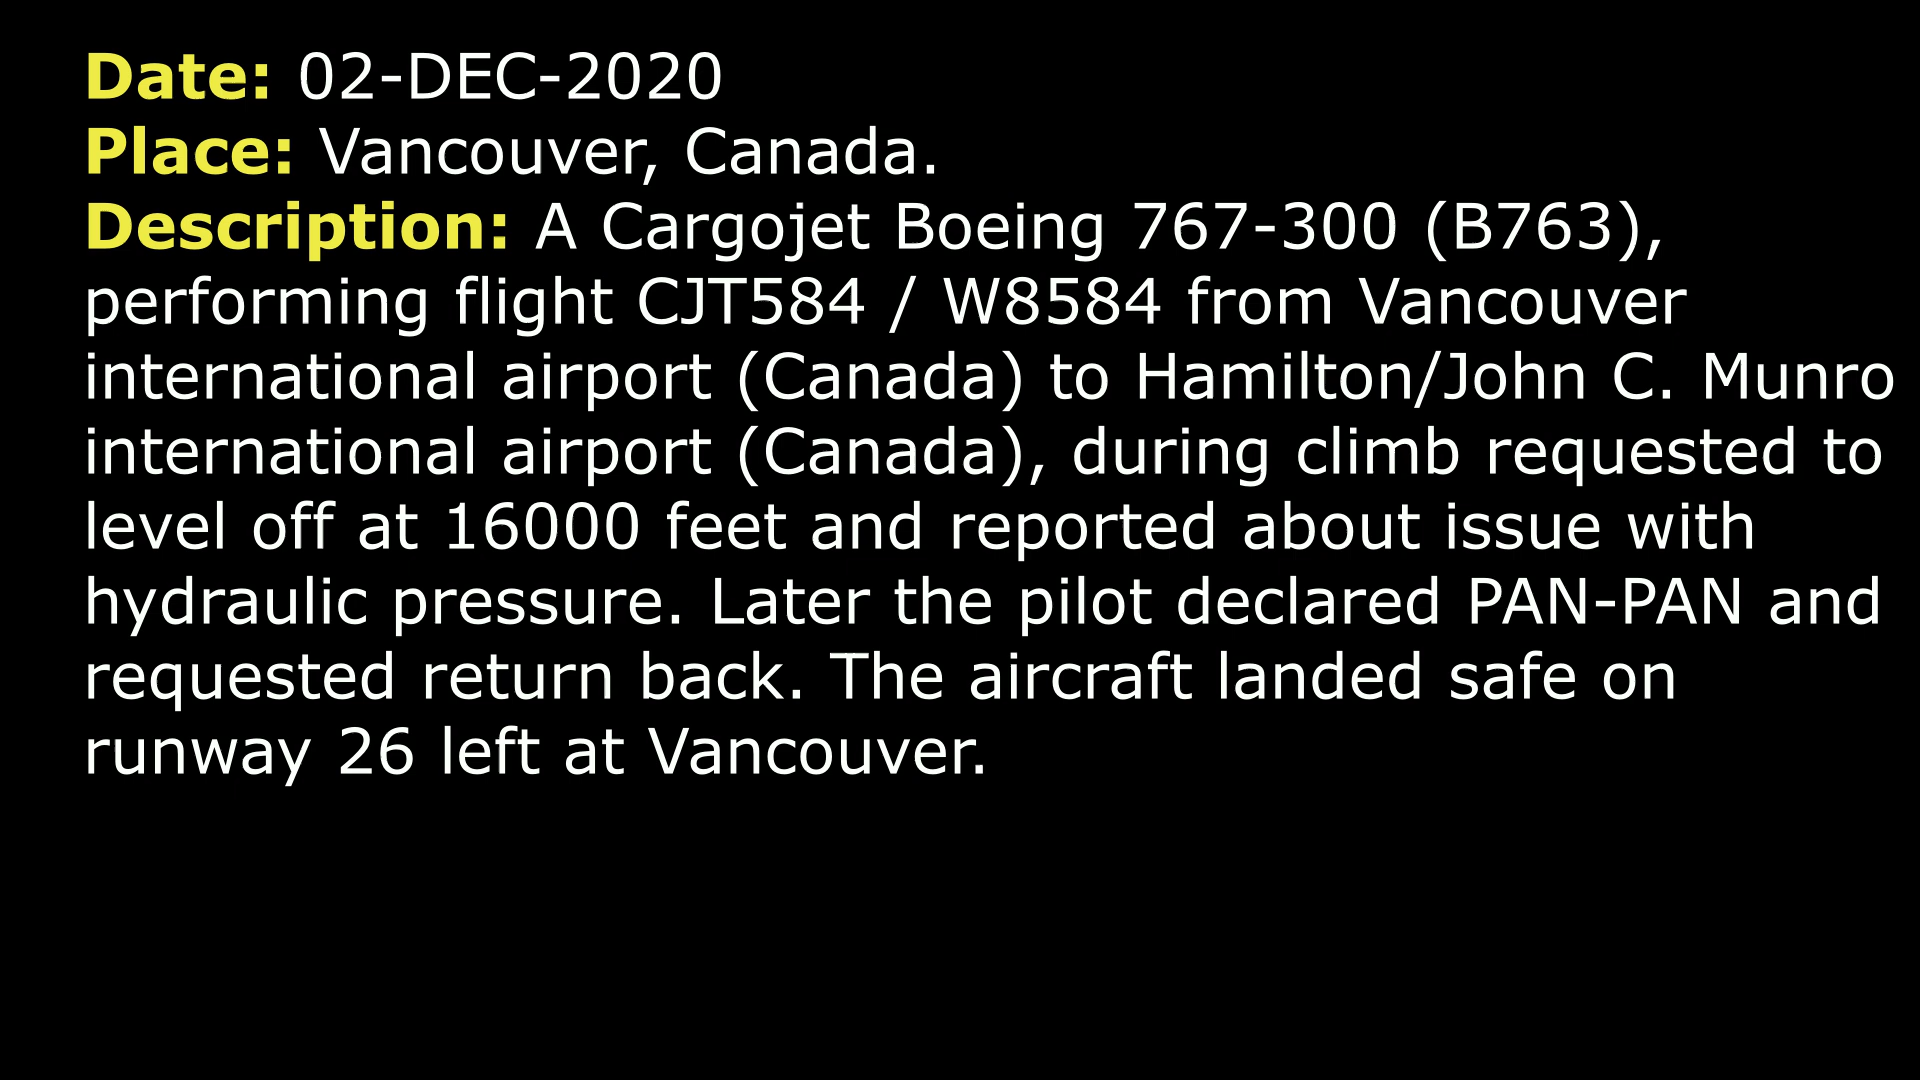 Date: 02-DEC-2020
Place: Vancouver, Canada.
Description: A Cargojet Boeing 767-300 (B763),
performing flight CJT584 / W8584 from Vancouver
international airport (Canada) to Hamilton/John C. Munro
international airport (Canada), during climb requested to
level off at 16000 feet and reported about issue with
hydraulic pressure. Later the pilot declared PAN-PAN and
requested return back. The aircraft landed safe on
runway 26 left at Vancouver.